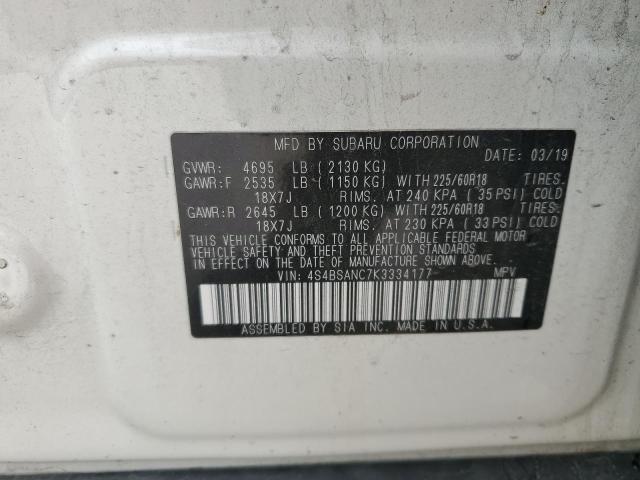 MFD BY SUBARU CORPORATION
DATE: 03/19
GVWR: 4695 LB ( 2130 KG)
GAWR:F 2535 LB ( 1150 KG) WITH 225/60R18 TIRES.
18X7J RIMS. AT 240 KPA ( 35 PSI) COLD
GAWR:R 2645 LB ( 1200 KG) WITH 225/60R18 TIRES.
18X7J RIMS. AT 230 KPA ( 33 PSI) COLD
THIS VEHICLE CONFORMS TO ALL APPLICABLE FEDERAL MOTOR
VEHICLE SAFETY AND THEFT PREVENTION STANDARDS
IN EFFECT ON THE DATE OF MANUFACTURE SHOWN ABOVE.
VIN: 4S4BSANC7K3334177 MPV
ASSEMBLED BY SIA INC. MADE IN U.S.A.